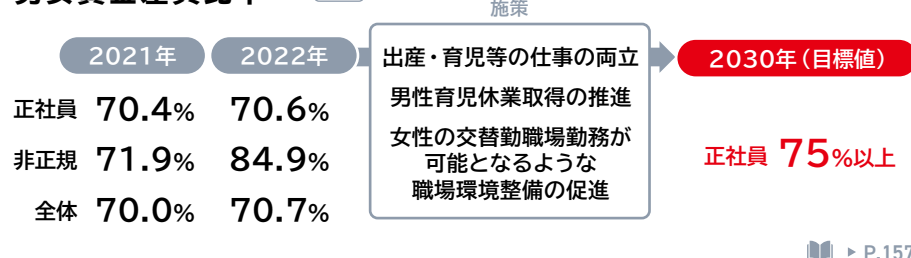 施策
2021年 2022年 2030年（目標値）
正社員 70.4% 70.6%
非正規 71.9% 84.9%
全体 70.0% 70.7%
出産・育児等の仕事の両立
男性育児休業取得の推進
女性の交替勤職場勤務が
可能となるような
職場環境整備の促進
正社員 75%以上
▶ P.157